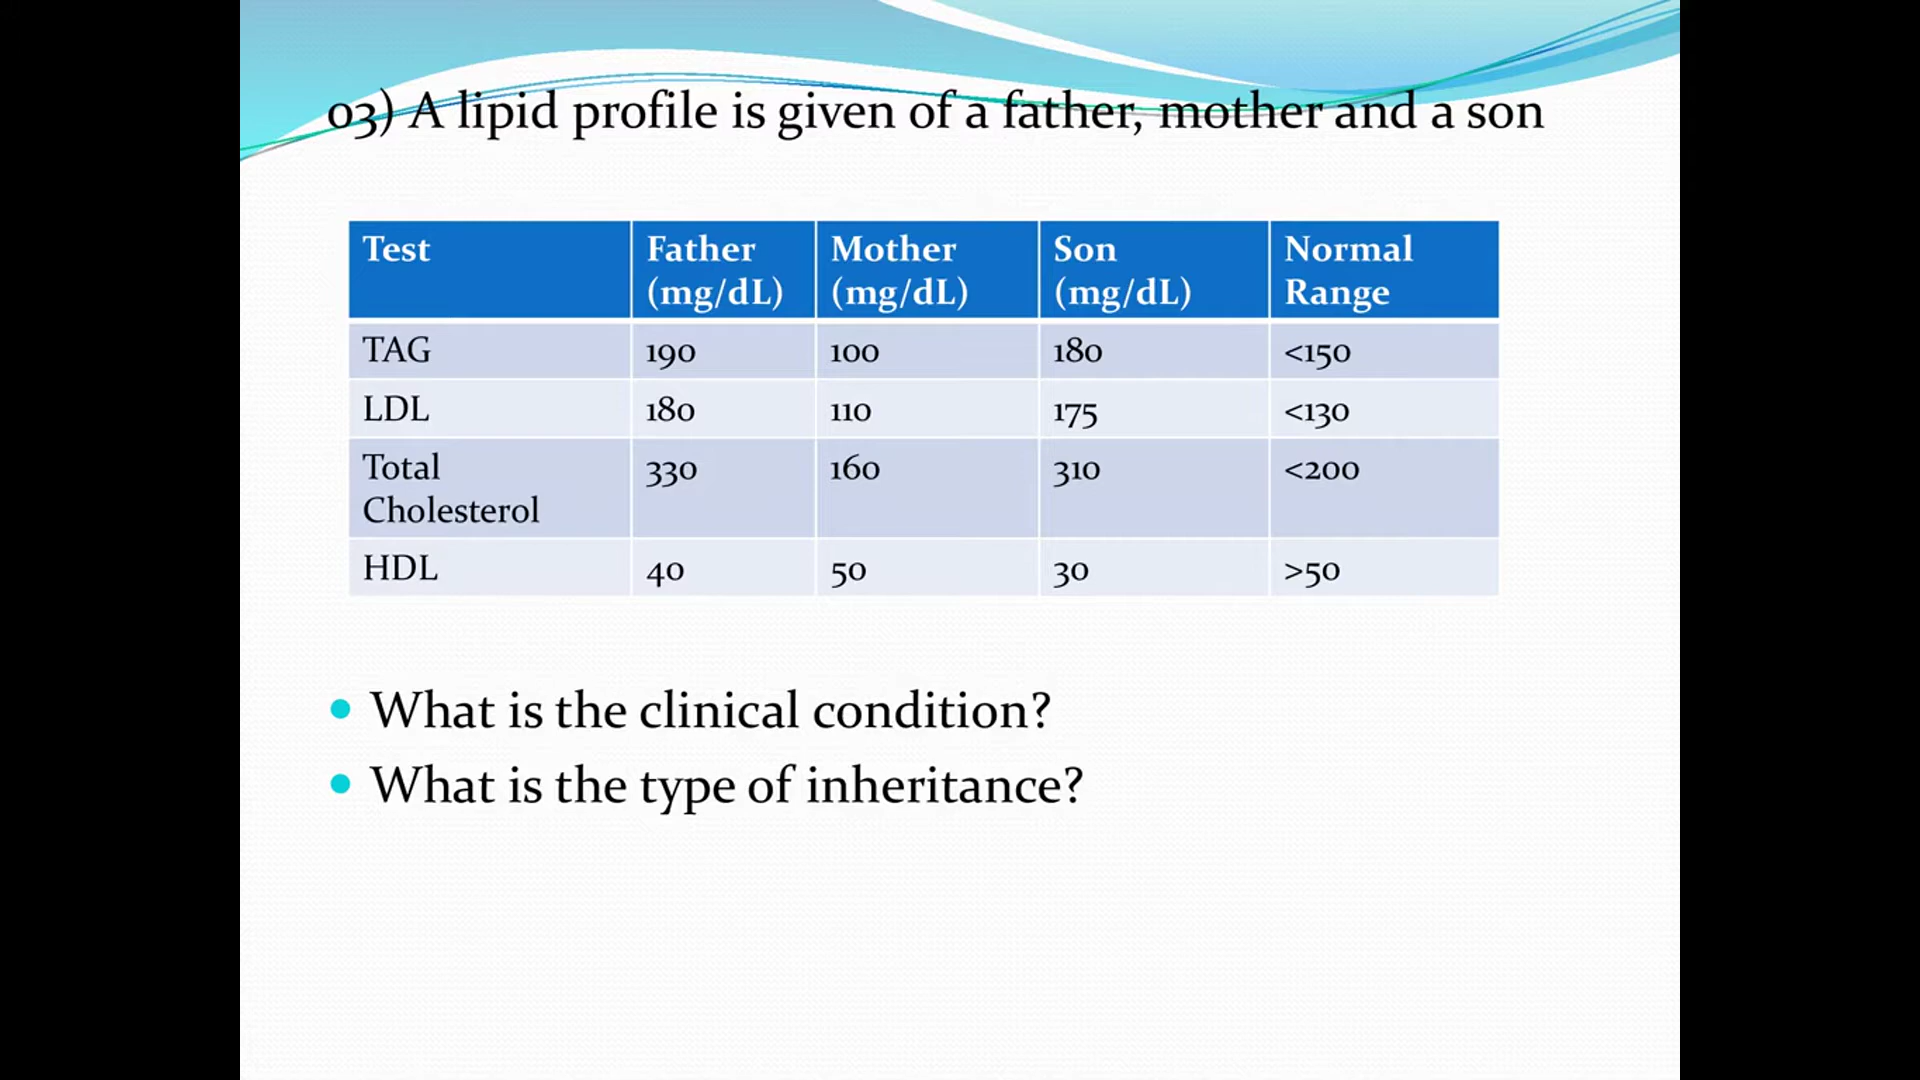 03) A lipid profile is given of a father, mother and a son
Test Father (mg/dL) Mother (mg/dL) Son (mg/dL) Normal Range
TAG 190 100 180 <150
LDL 180 110 175 <130
Total Cholesterol 330 160 310 <200
HDL 40 50 30 >50
• What is the clinical condition?
• What is the type of inheritance?